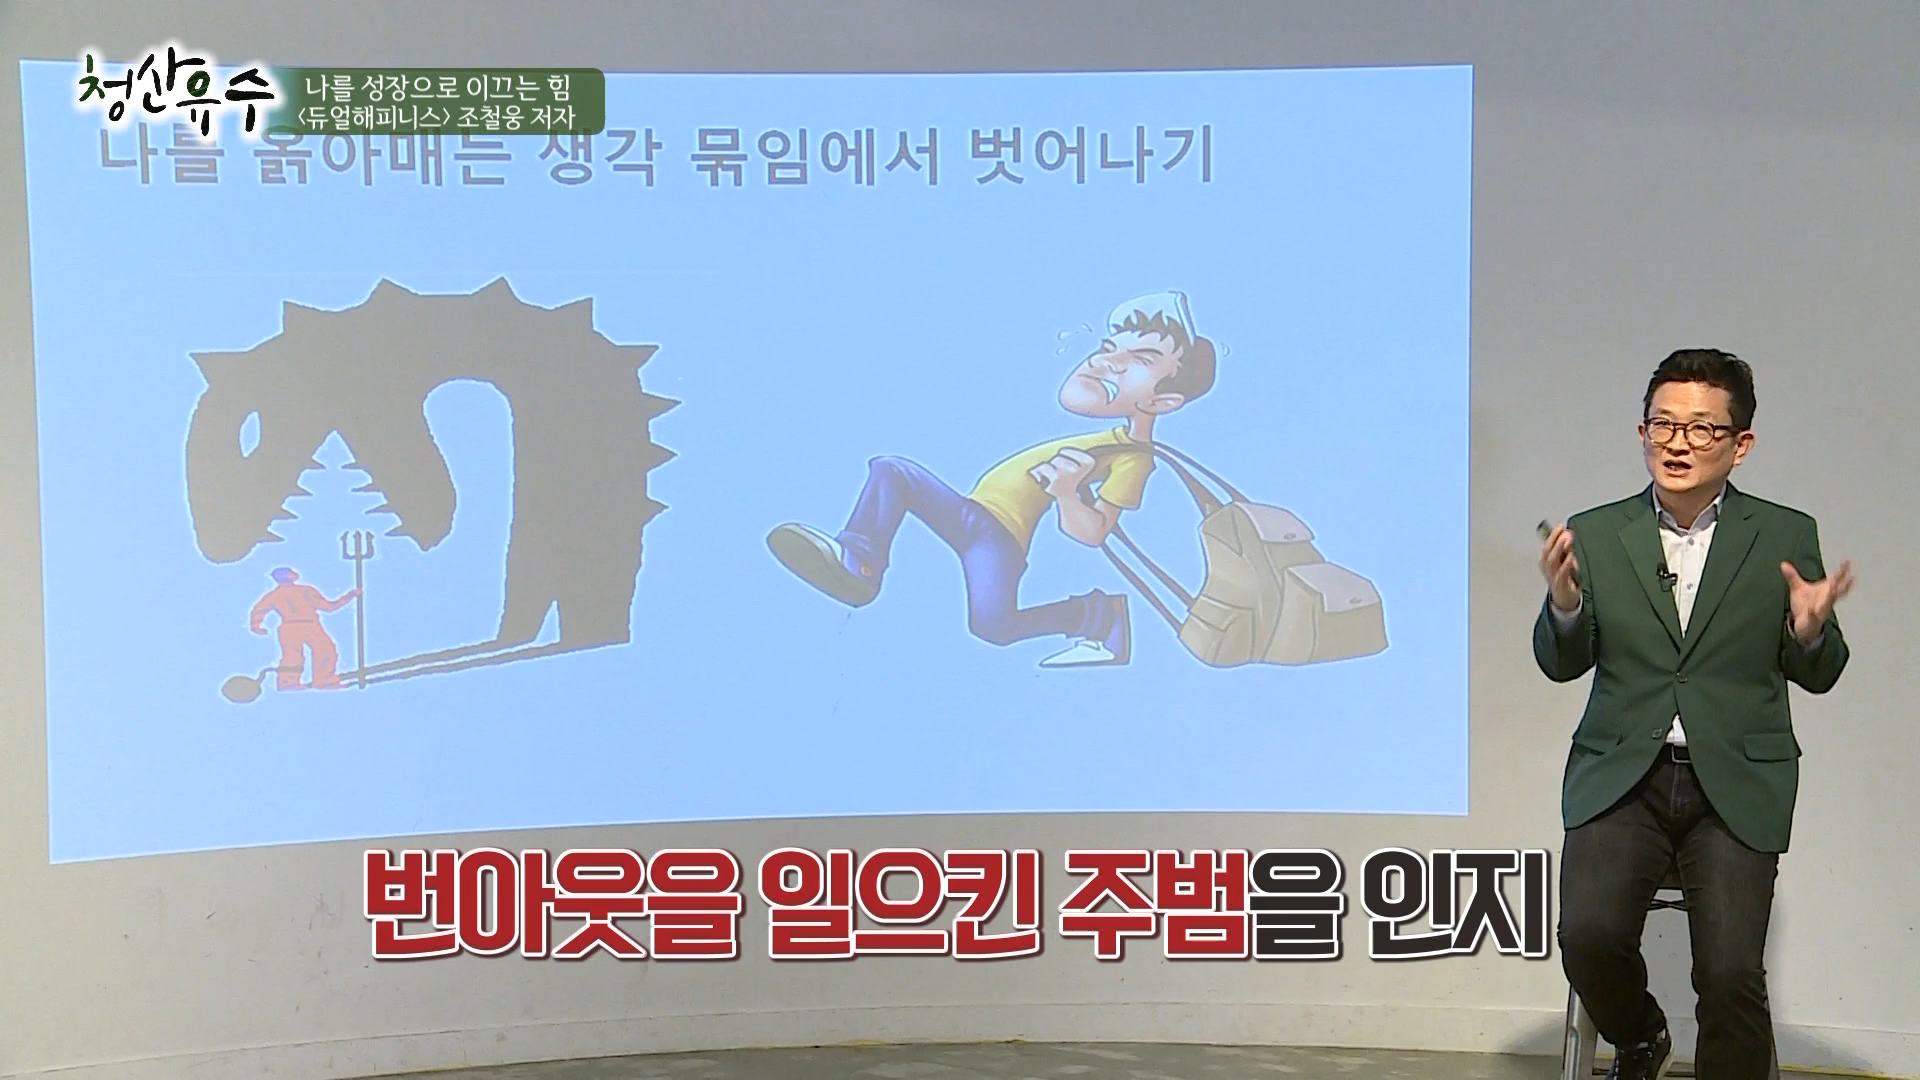 청산유수
나를 성장으로 이끄는 힘
<듀얼해피니스> 조철웅 저자
나를 옭아매는 생각 묶임에서 벗어나기
번아웃을 일으킨 주범을 인지